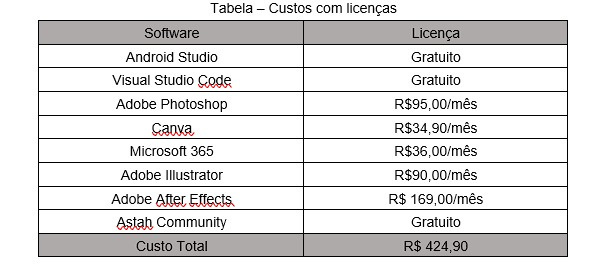 Tabela – Custos com licenças
Software Licença
Android Studio Gratuito
Visual Studio Code Gratuito
Adobe Photoshop R$95,00/mês
Canva R$34,90/mês
Microsoft 365 R$36,00/mês
Adobe Illustrator R$90,00/mês
Adobe After Effects R$ 169,00/mês
Astah Community Gratuito
Custo Total R$ 424,90